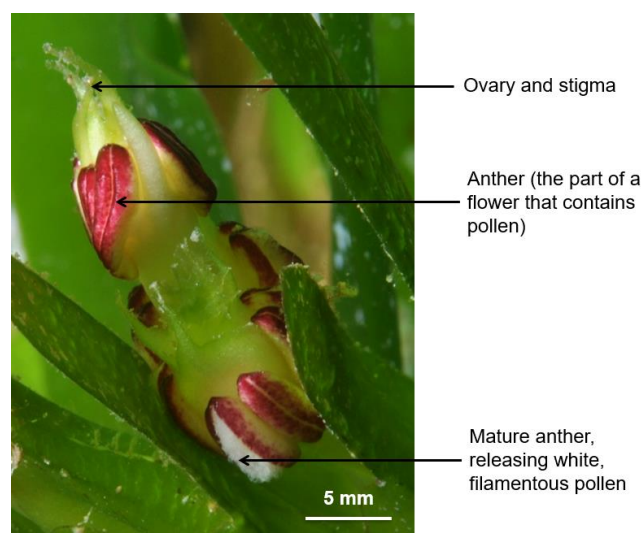 Ovary and stigma
Anther (the part of a
flower that contains
pollen)
Mature anther,
releasing white,
filamentous pollen
5 mm